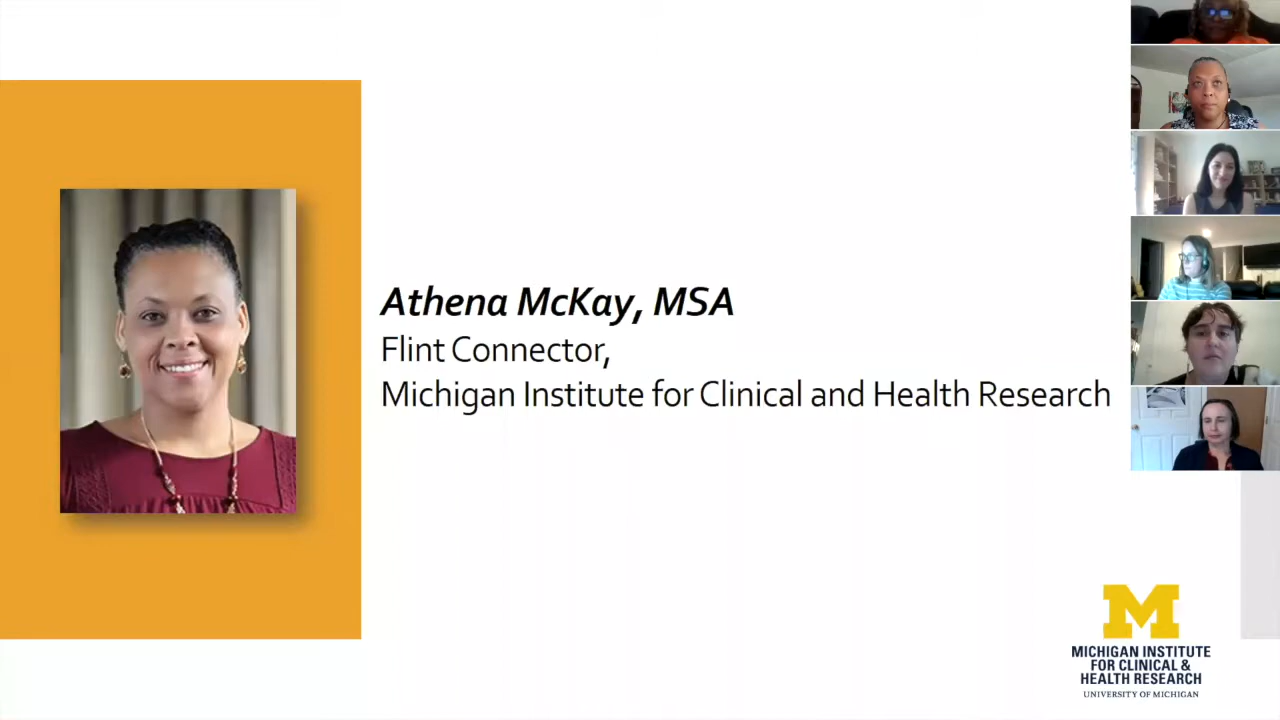 Athena McKay, MSA
Flint Connector,
Michigan Institute for Clinical and Health Research
M
MICHIGAN INSTITUTE
FOR CLINICAL &
HEALTH RESEARCH
UNIVERSITY OF MICHIGAN